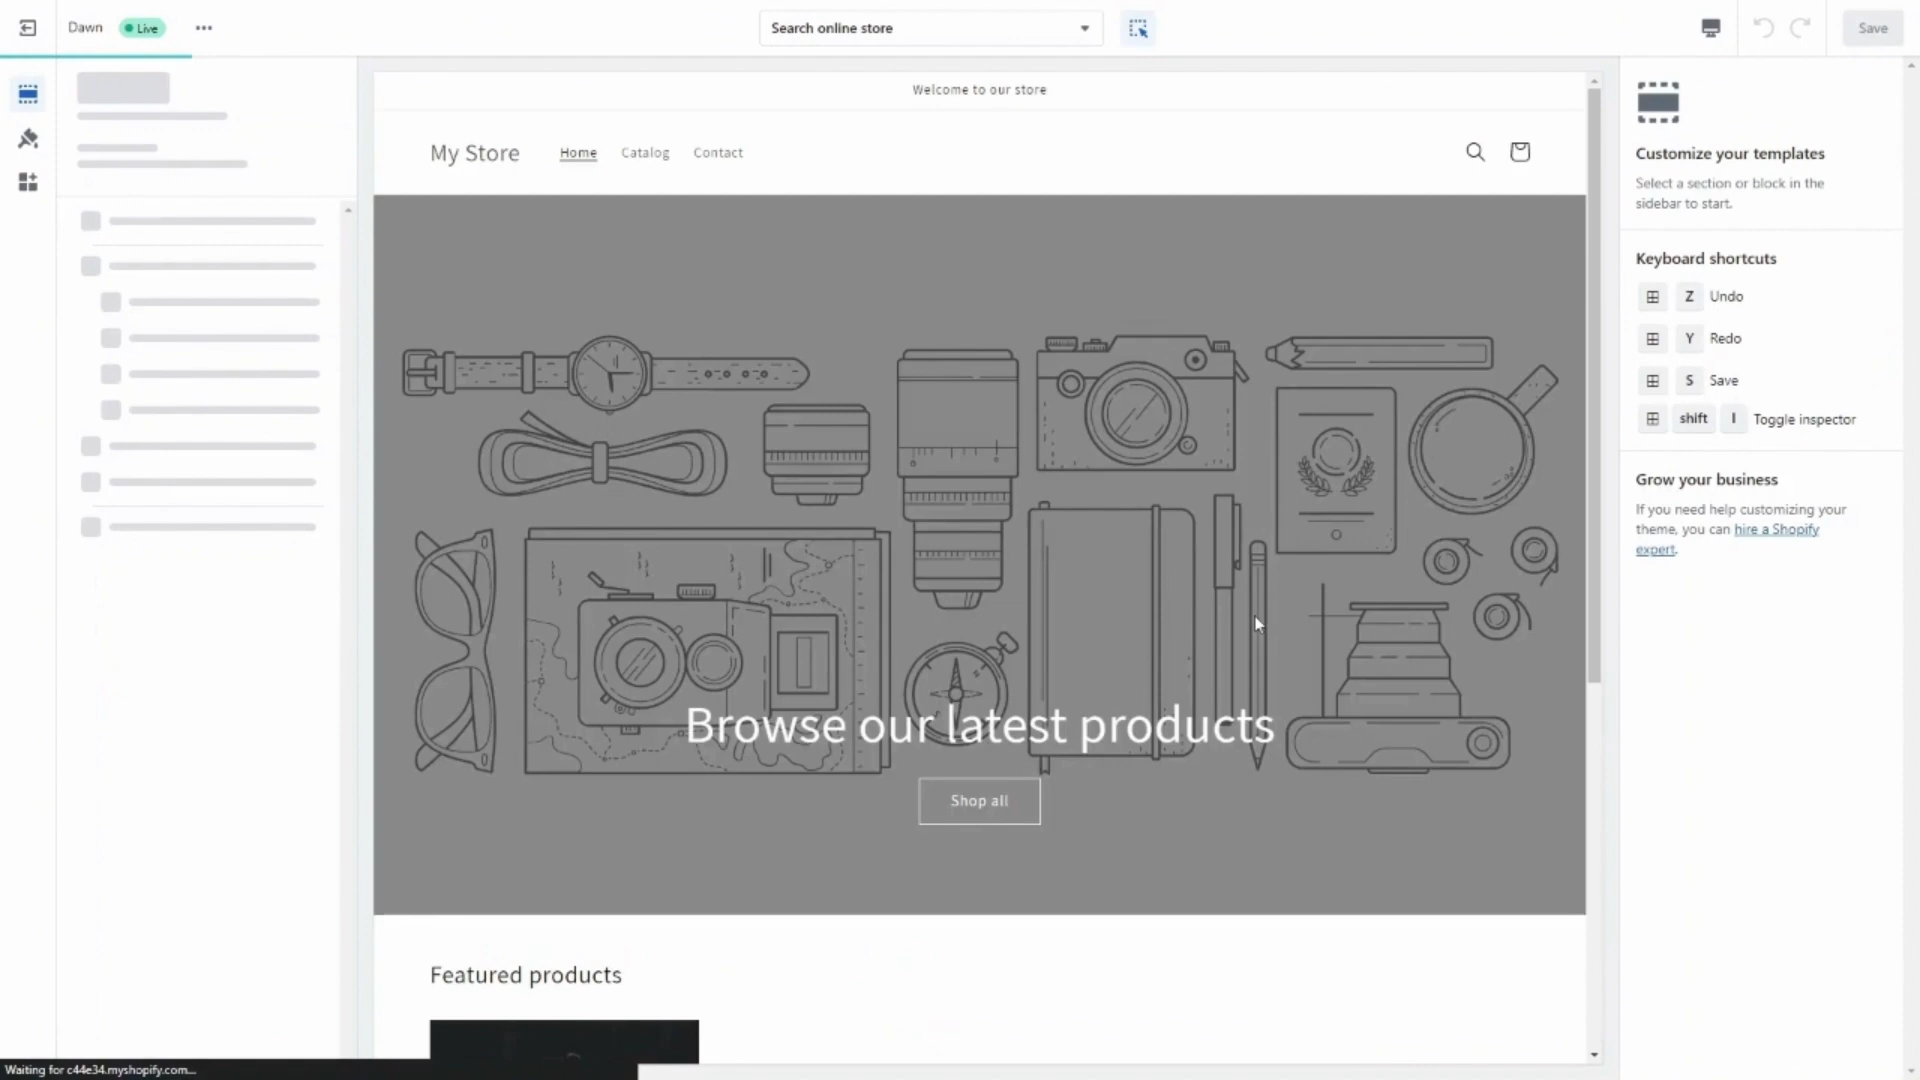 Dawn
Live
Search online store
Save
Welcome to our store
My Store
Home
Catalog
Contact
Browse our latest products
Shop all
Featured products
Customize your templates
Select a section or block in the
sidebar to start.
Keyboard shortcuts
Z Undo
Y Redo
S Save
shift I Toggle inspector
Grow your business
If you need help customizing your
theme, you can hire a Shopify
expert.
Waiting for c44e34.myshopify.com...